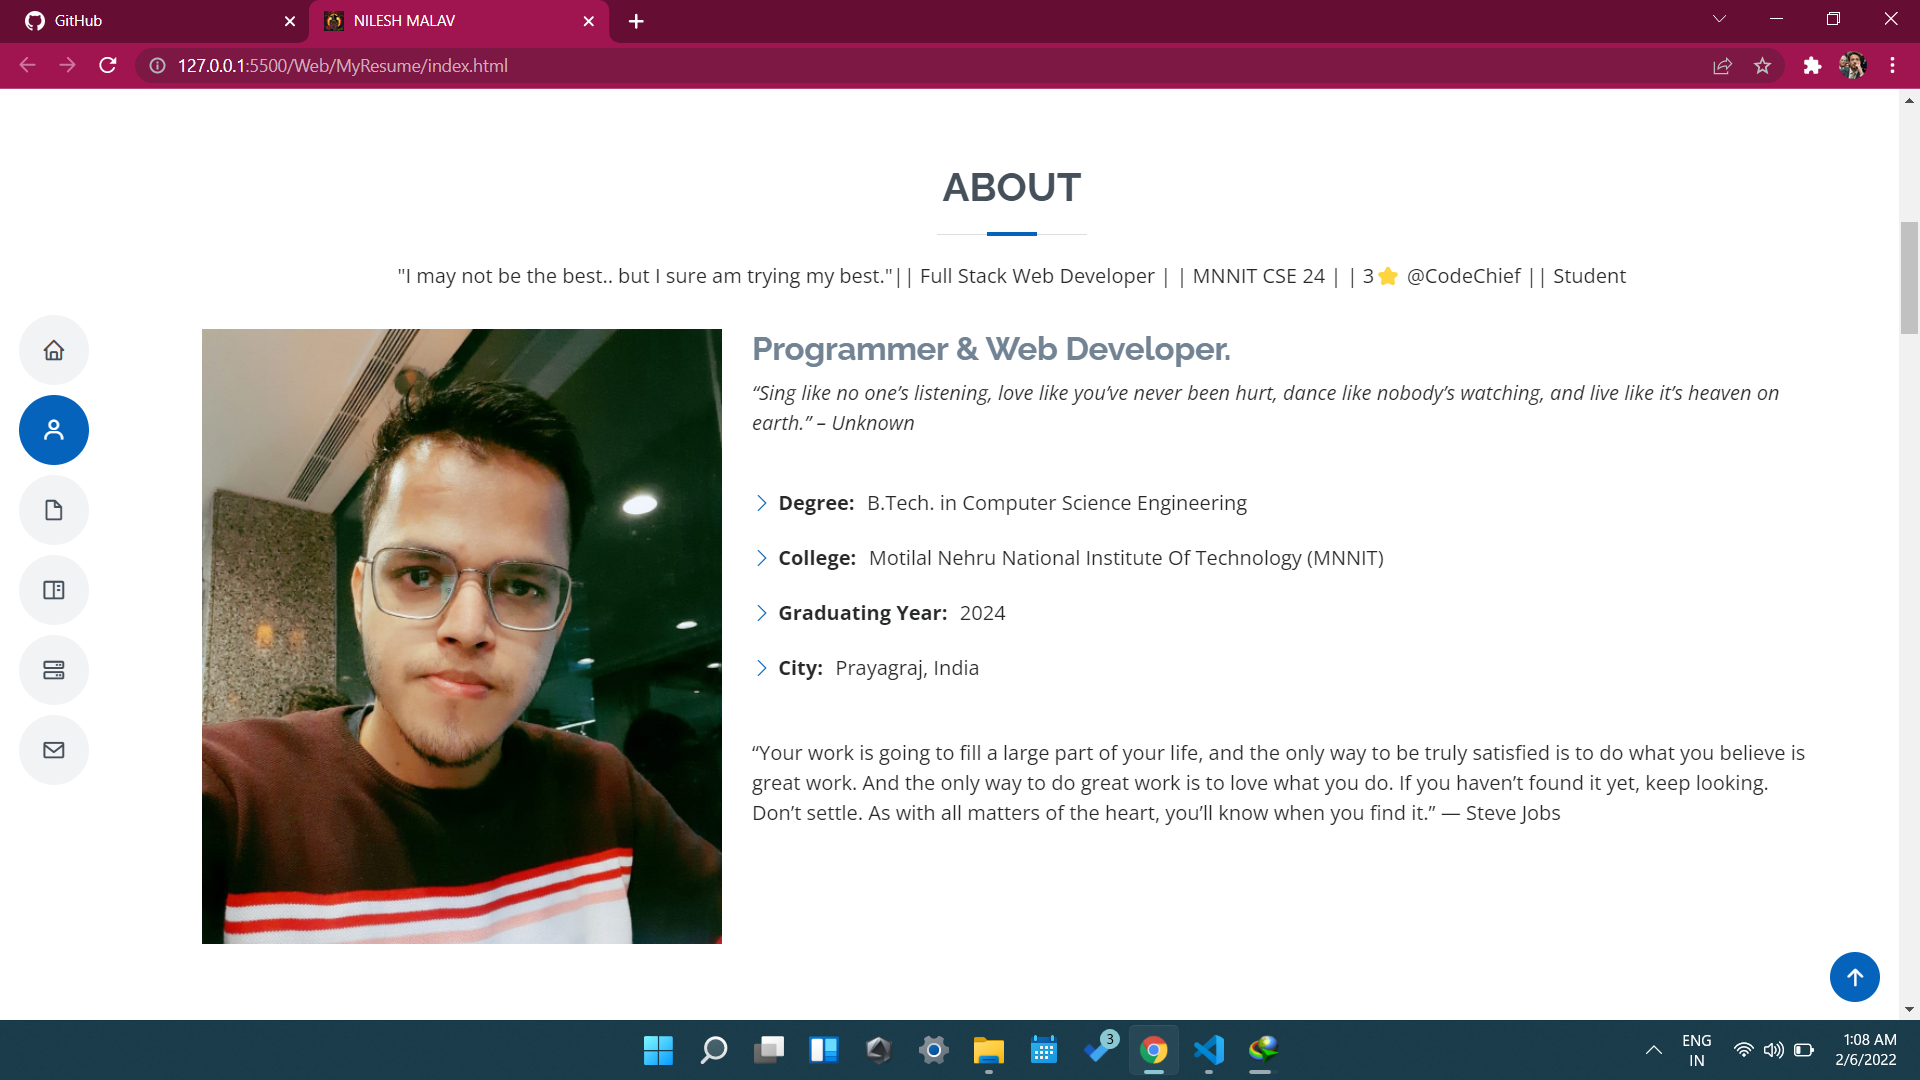 GitHub
NILESH MALAV
127.0.0.1:5500/Web/MyResume/index.html
ABOUT
"I may not be the best.. but I sure am trying my best."|| Full Stack Web Developer | | MNNIT CSE 24 | | 3⭐ @CodeChief || Student
Programmer & Web Developer.
“Sing like no one’s listening, love like you’ve never been hurt, dance like nobody’s watching, and live like it’s heaven on
earth.” – Unknown
Degree: B.Tech. in Computer Science Engineering
College: Motilal Nehru National Institute Of Technology (MNNIT)
Graduating Year: 2024
City: Prayagraj, India
“Your work is going to fill a large part of your life, and the only way to be truly satisfied is to do what you believe is
great work. And the only way to do great work is to love what you do. If you haven’t found it yet, keep looking.
Don’t settle. As with all matters of the heart, you’ll know when you find it.” — Steve Jobs
3
ENG
IN
1:08 AM
2/6/2022